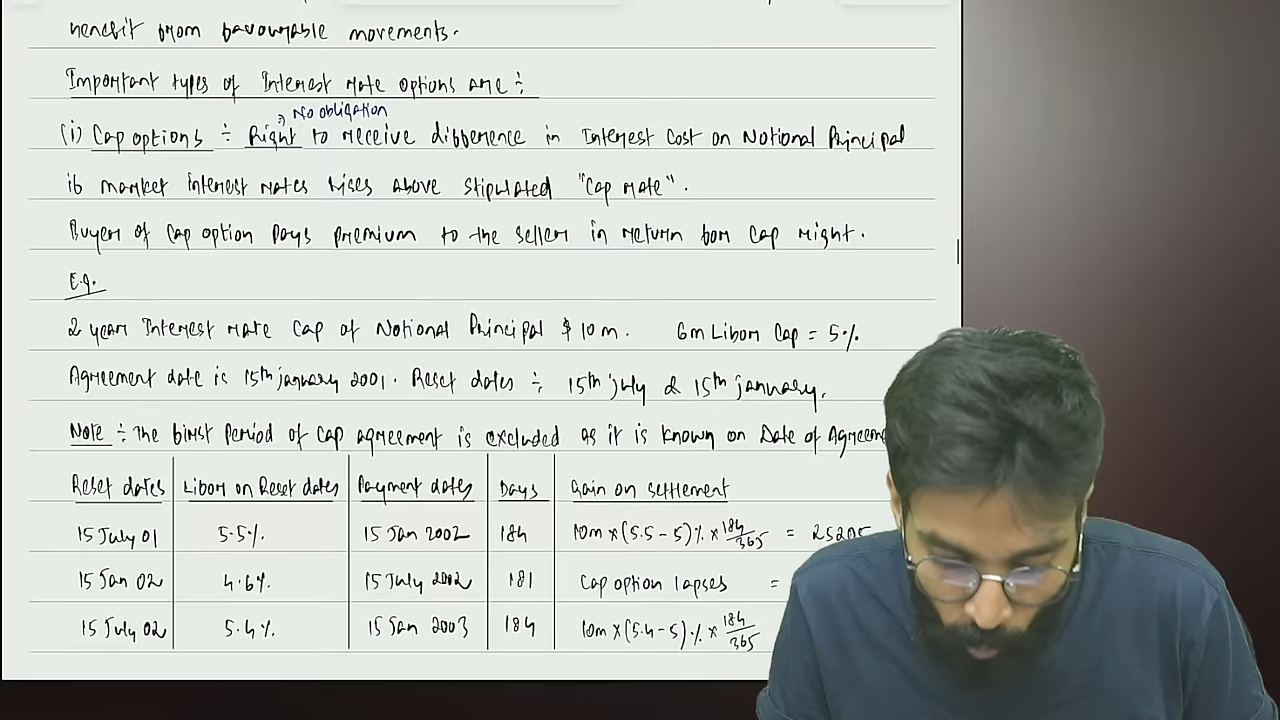 benefit from favourable movements.
Important types of Interest rate options are :
→ No obligation
(i) Cap options : Right to receive difference in Interest Cost on Notional Principal
if market interest rates rises above stipulated "Cap rate".
Buyer of Cap option Pays premium to the seller in return for Cap right.
E.g.
2 year Interest rate Cap of Notional Principal $ 10m. 6m Libor Cap = 5%
Agreement date is 15th january 2001. Reset dates : 15th july & 15th january.
Note : The first Period of Cap agreement is excluded as it is known on Date of Agreeme
Reset dates Libor on Reset dates Payment dates Days Gain on settlement
15 July 01 5.5% 15 Jan 2002 184 10m x (5.5 - 5)% x 184/365 = 25205
15 Jan 02 4.6% 15 July 2002 181 Cap option lapses =
15 July 02 5.4% 15 Jan 2003 184 10m x (5.4 - 5)% x 184/365